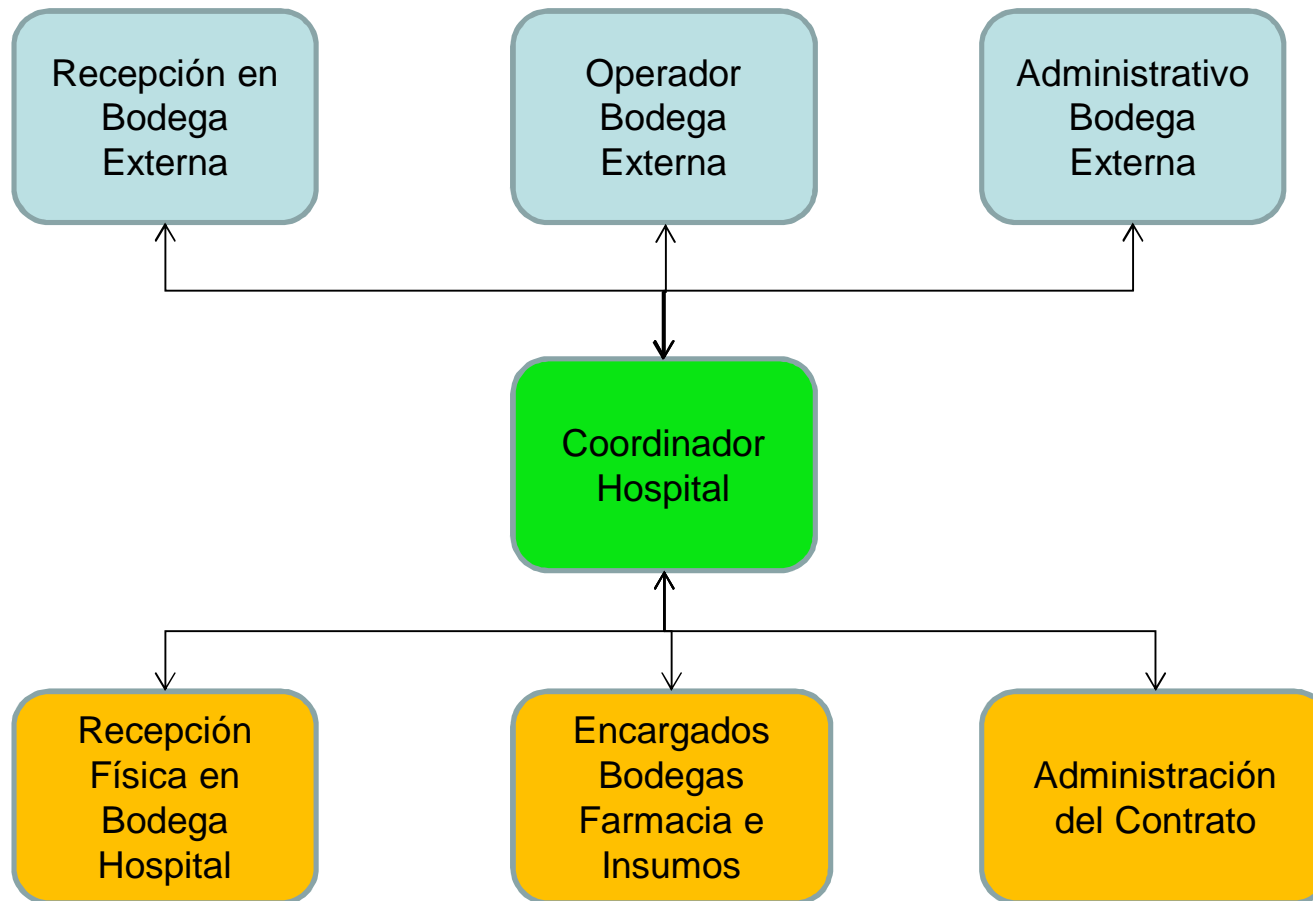 Recepción en
Bodega
Externa
Operador
Bodega
Externa
Administrativo
Bodega
Externa
Coordinador
Hospital
Recepción
Física en
Bodega
Hospital
Encargados
Bodegas
Farmacia e
Insumos
Administración
del Contrato